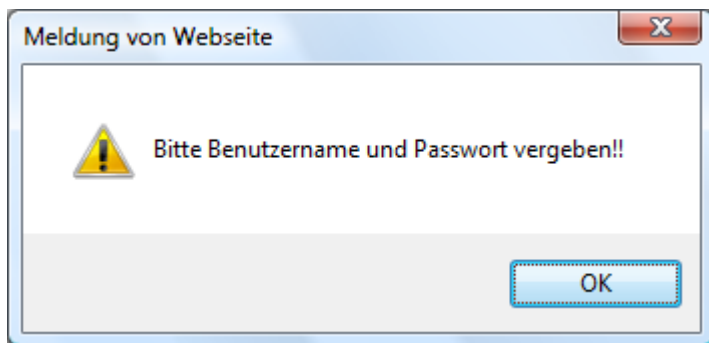 Meldung von Webseite
Bitte Benutzername und Passwort vergeben!!
OK